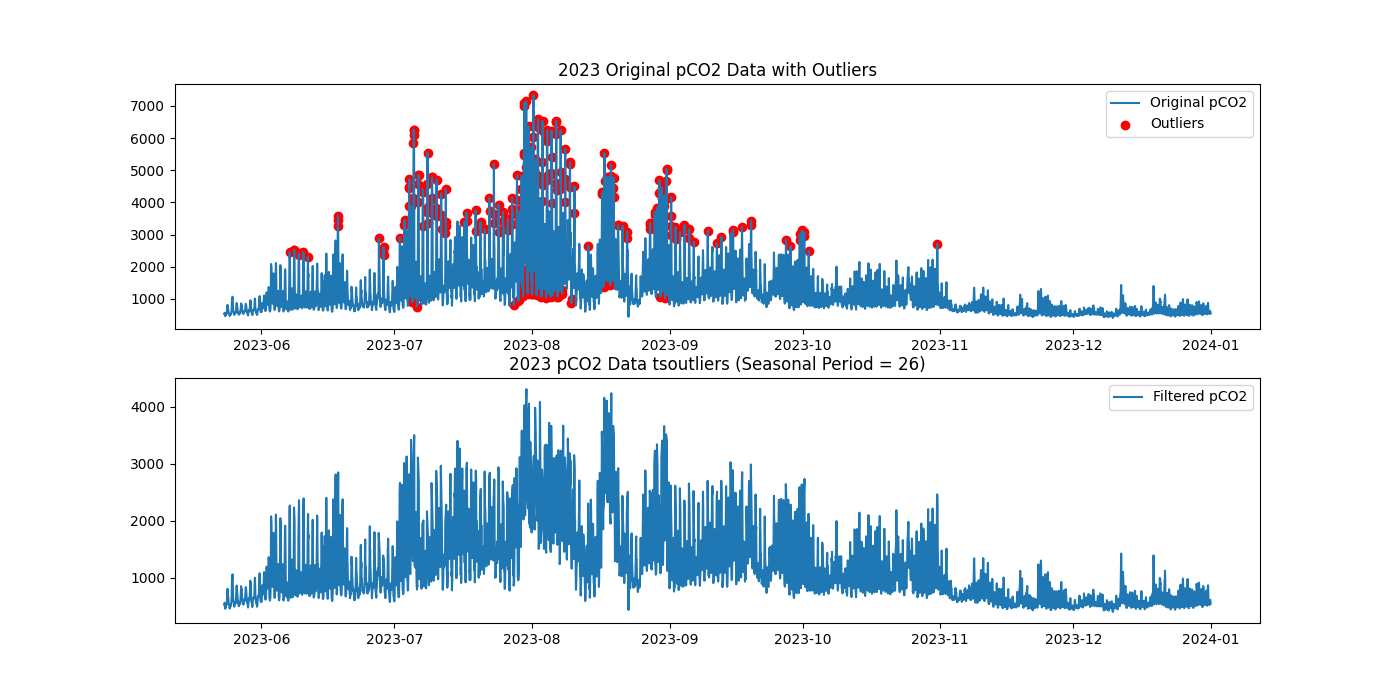 2023 Original pCO2 Data with Outliers
7000
6000
5000
4000
3000
2000
1000
Original pCO2
Outliers
2023-06 2023-07 2023-08 2023-09 2023-10 2023-11 2023-12 2024-01
2023 pCO2 Data tsoutliers (Seasonal Period = 26)
4000
3000
2000
1000
Filtered pCO2
2023-06 2023-07 2023-08 2023-09 2023-10 2023-11 2023-12 2024-01